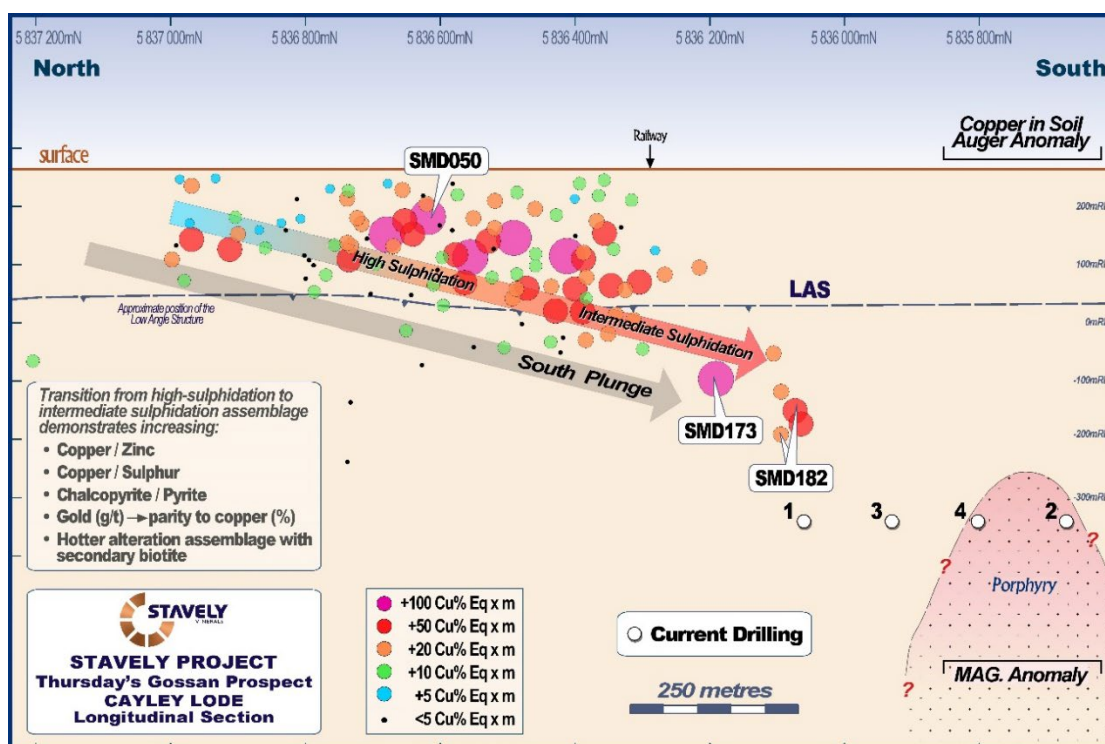 5 837 200mN
5 837 000mN
5 836 800mN
5 836 600mN
5 836 400mN
5 836 200mN
5 836 000mN
5 835 800mN
North
South
Copper in Soil
Auger Anomaly
Railway
surface
SMD050
200mRL
100mRL
High Sulphidation
LAS
Approximate position of the
Low Angle Structure
0mRL
Intermediate Sulphidation
South Plunge
-100mRL
SMD173
-200mRL
SMD182
-300mRL
Transition from high-sulphidation to
intermediate sulphidation assemblage
demonstrates increasing:
• Copper / Zinc
• Copper / Sulphur
• Chalcopyrite / Pyrite
• Gold (g/t) → parity to copper (%)
• Hotter alteration assemblage with
secondary biotite
1
3
4
2
?
?
?
Porphyry
MAG. Anomaly
STAVELY
MINERALS
STAVELY PROJECT
Thursday's Gossan Prospect
CAYLEY LODE
Longitudinal Section
+100 Cu% Eq x m
+50 Cu% Eq x m
+20 Cu% Eq x m
+10 Cu% Eq x m
+5 Cu% Eq x m
<5 Cu% Eq x m
Current Drilling
250 metres